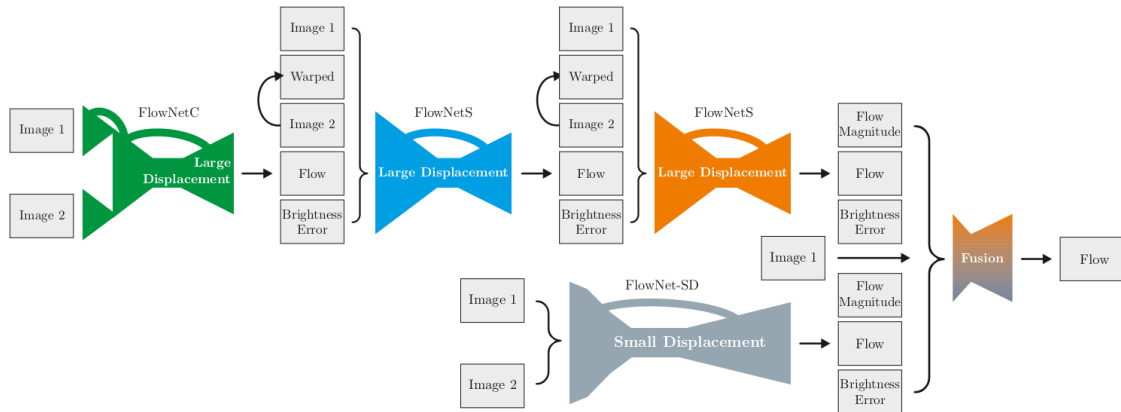 Image 1
Image 2
FlowNetC
Large
Displacement
Image 1
Warped
Image 2
Flow
Brightness
Error
FlowNetS
Large Displacement
Image 1
Warped
Image 2
Flow
Brightness
Error
FlowNetS
Large Displacement
Flow
Magnitude
Flow
Brightness
Error
Image 1
Image 1
Image 2
FlowNet-SD
Small Displacement
Flow
Magnitude
Flow
Brightness
Error
Fusion
Flow